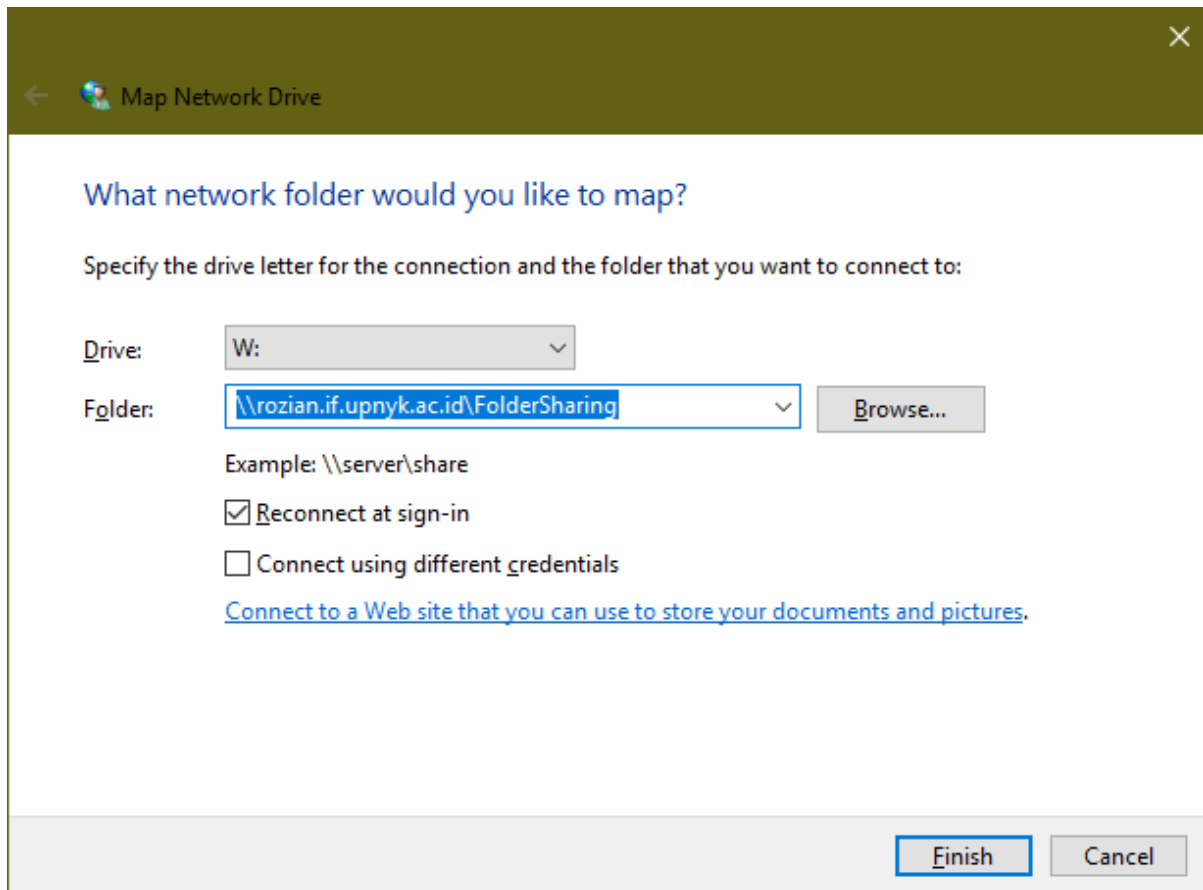 Map Network Drive
What network folder would you like to map?
Specify the drive letter for the connection and the folder that you want to connect to:
Drive: W:
Folder: \\rozian.if.upnyk.ac.id\FolderSharing Browse...
Example: \\server\share
Reconnect at sign-in
Connect using different credentials
Connect to a Web site that you can use to store your documents and pictures.
Finish Cancel